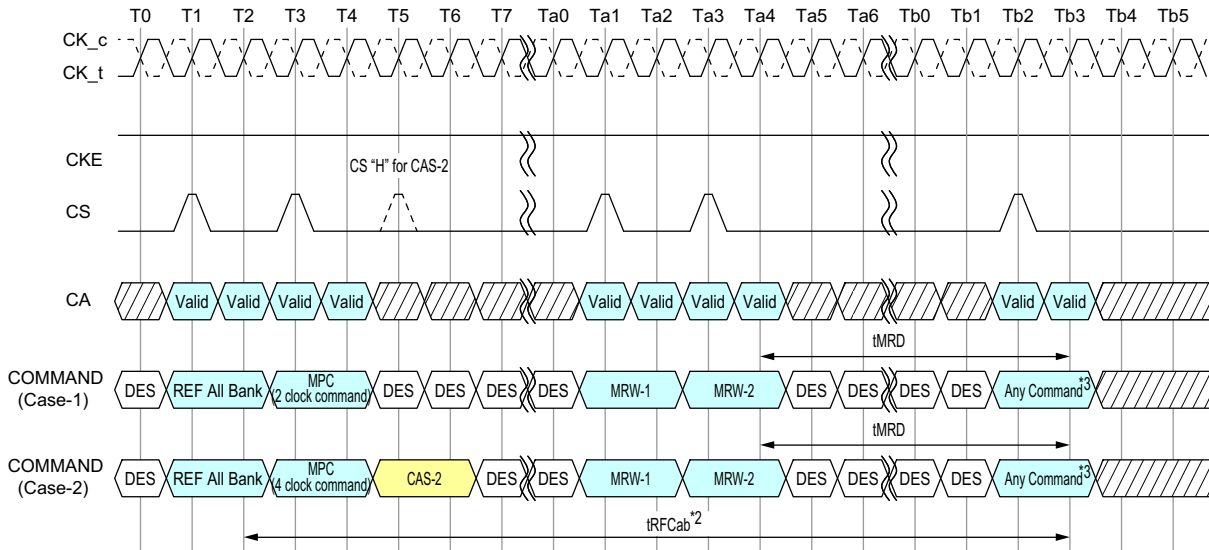 T0 T1 T2 T3 T4 T5 T6 T7 Ta0 Ta1 Ta2 Ta3 Ta4 Ta5 Ta6 Tb0 Tb1 Tb2 Tb3 Tb4 Tb5
CK_c
CK_t
CKE
CS “H” for CAS-2
CS
CA Valid Valid Valid Valid Valid Valid Valid Valid Valid Valid
tMRD
COMMAND
(Case-1)
DES REF All Bank MPC (2 clock command) DES DES DES DES MRW-1 MRW-2 DES DES DES DES Any Command*3
tMRD
COMMAND
(Case-2)
DES REF All Bank MPC (4 clock command) CAS-2 DES DES MRW-1 MRW-2 DES DES DES DES Any Command*3
tRFCab*2